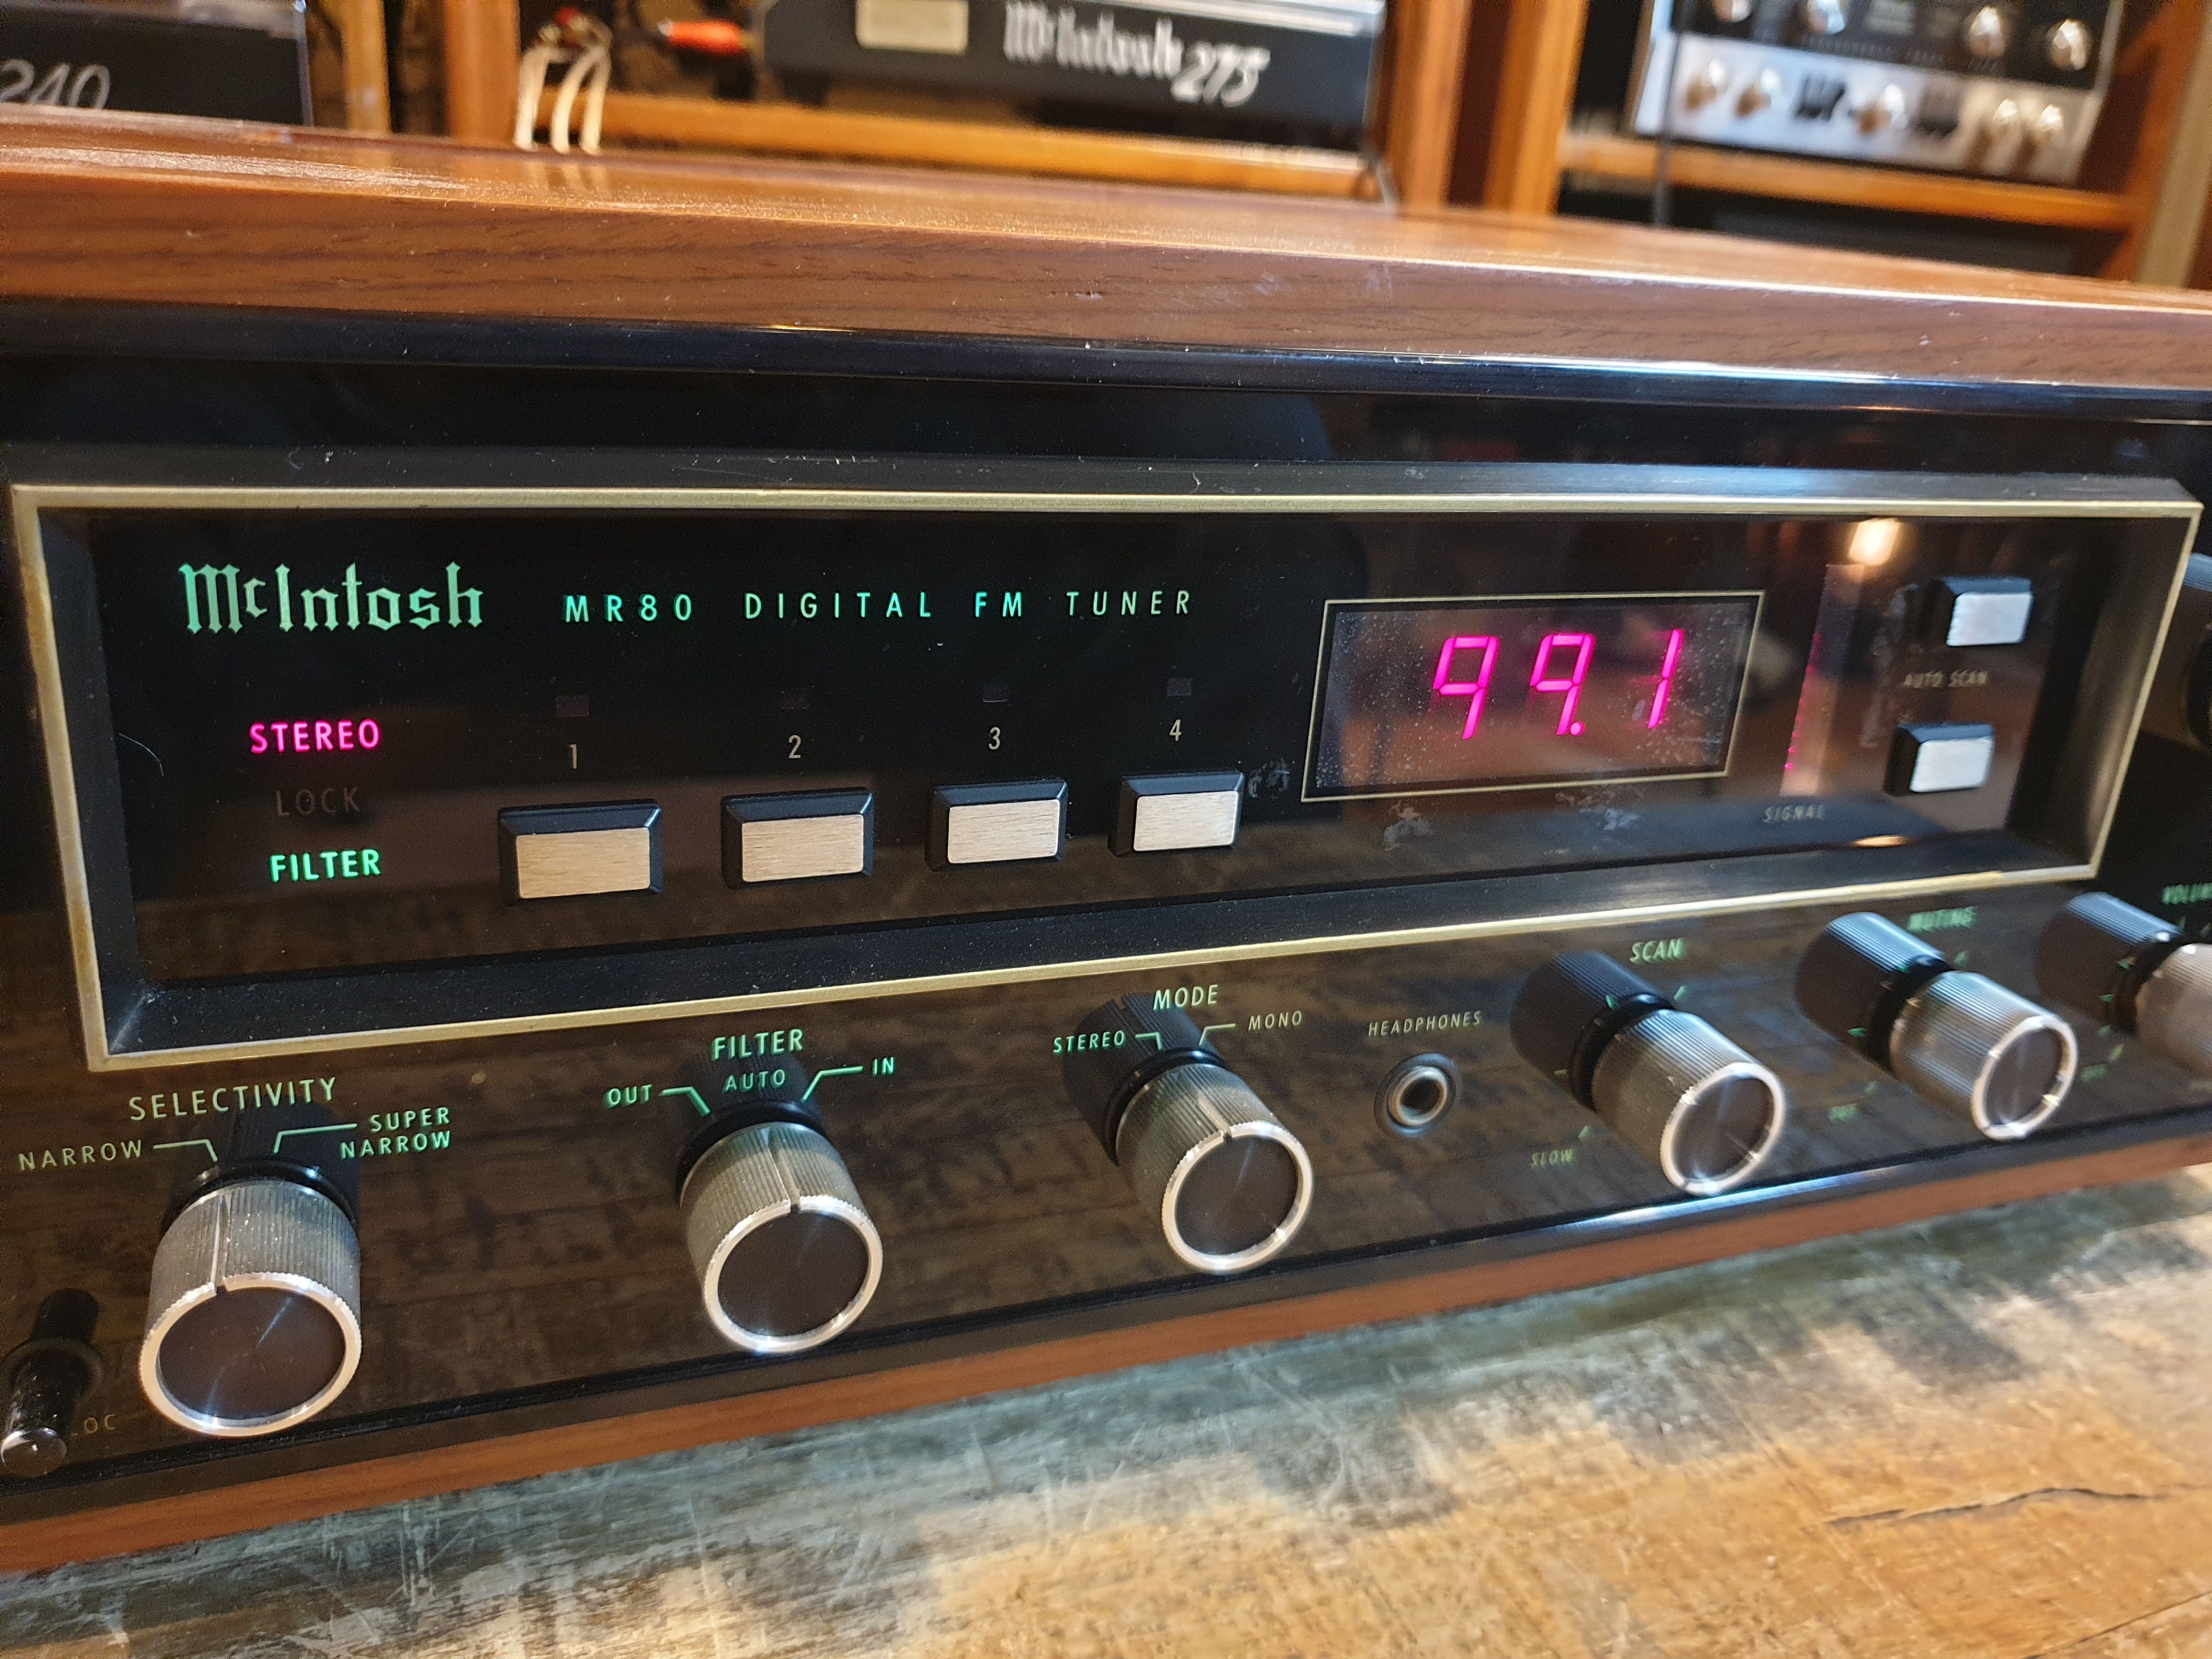 240
McIntosh 275
McIntosh MR80 DIGITAL FM TUNER
99.1
STEREO
LOCK
FILTER
1 2 3 4
AUTO SCAN
SIGNAL
SELECTIVITY
NARROW
SUPER
NARROW
FILTER
OUT AUTO IN
MODE
STEREO MONO
HEADPHONES
SCAN
SLOW
MUTING